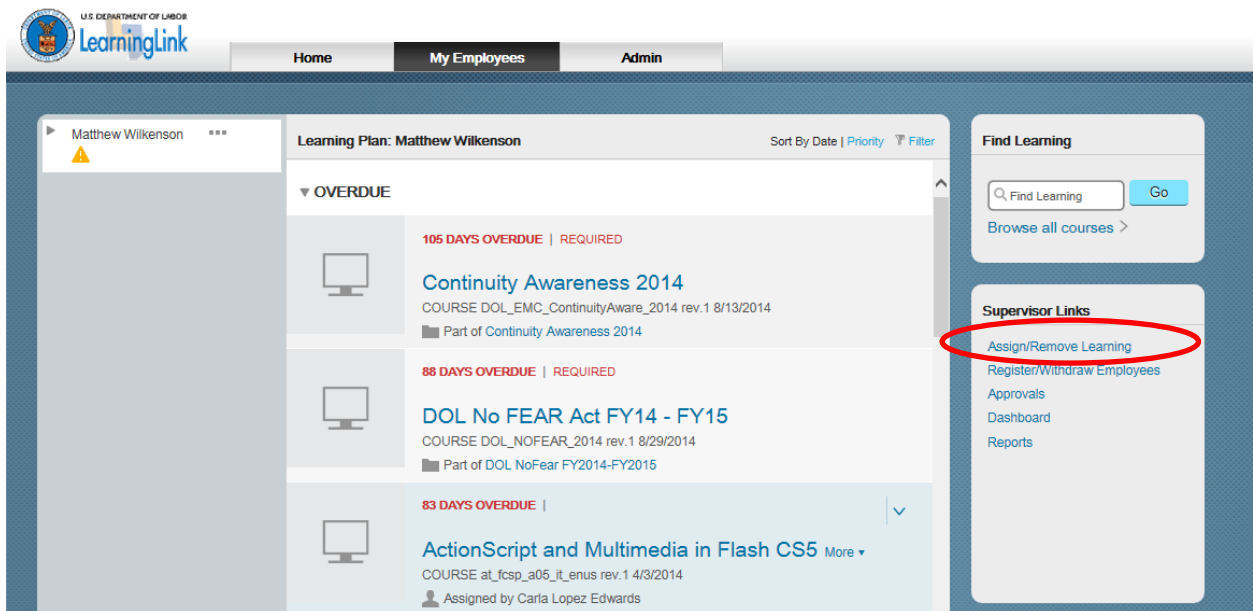 U.S. DEPARTMENT OF LABOR
LearningLink
Home
My Employees
Admin
Matthew Wilkenson
Learning Plan: Matthew Wilkenson
Sort By Date | Priority Filter
OVERDUE
105 DAYS OVERDUE | REQUIRED
Continuity Awareness 2014
COURSE DOL_EMC_ContinuityAware_2014 rev.1 8/13/2014
Part of Continuity Awareness 2014
88 DAYS OVERDUE | REQUIRED
DOL No FEAR Act FY14 - FY15
COURSE DOL_NOFEAR_2014 rev.1 8/29/2014
Part of DOL NoFear FY2014-FY2015
83 DAYS OVERDUE |
ActionScript and Multimedia in Flash CS5 More
COURSE at_fcsp_a05_it_enus rev.1 4/3/2014
Assigned by Carla Lopez Edwards
Find Learning
Find Learning
Go
Browse all courses >
Supervisor Links
Assign/Remove Learning
Register/Withdraw Employees
Approvals
Dashboard
Reports